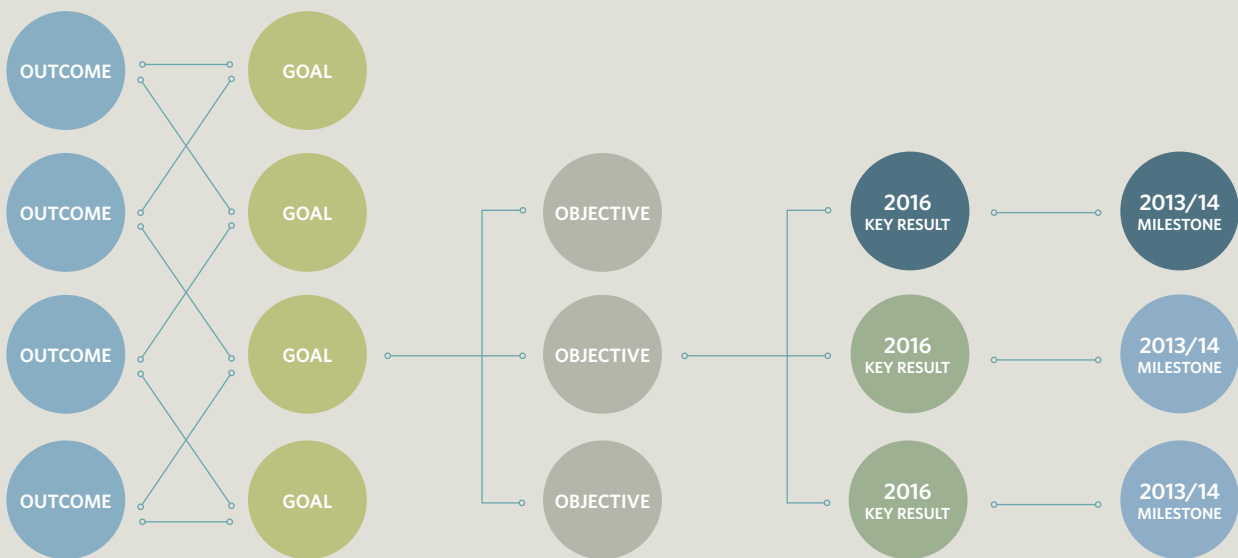 OUTCOME
GOAL
OUTCOME
GOAL
OBJECTIVE
2016
KEY RESULT
2013/14
MILESTONE
OUTCOME
GOAL
OBJECTIVE
2016
KEY RESULT
2013/14
MILESTONE
OUTCOME
GOAL
OBJECTIVE
2016
KEY RESULT
2013/14
MILESTONE